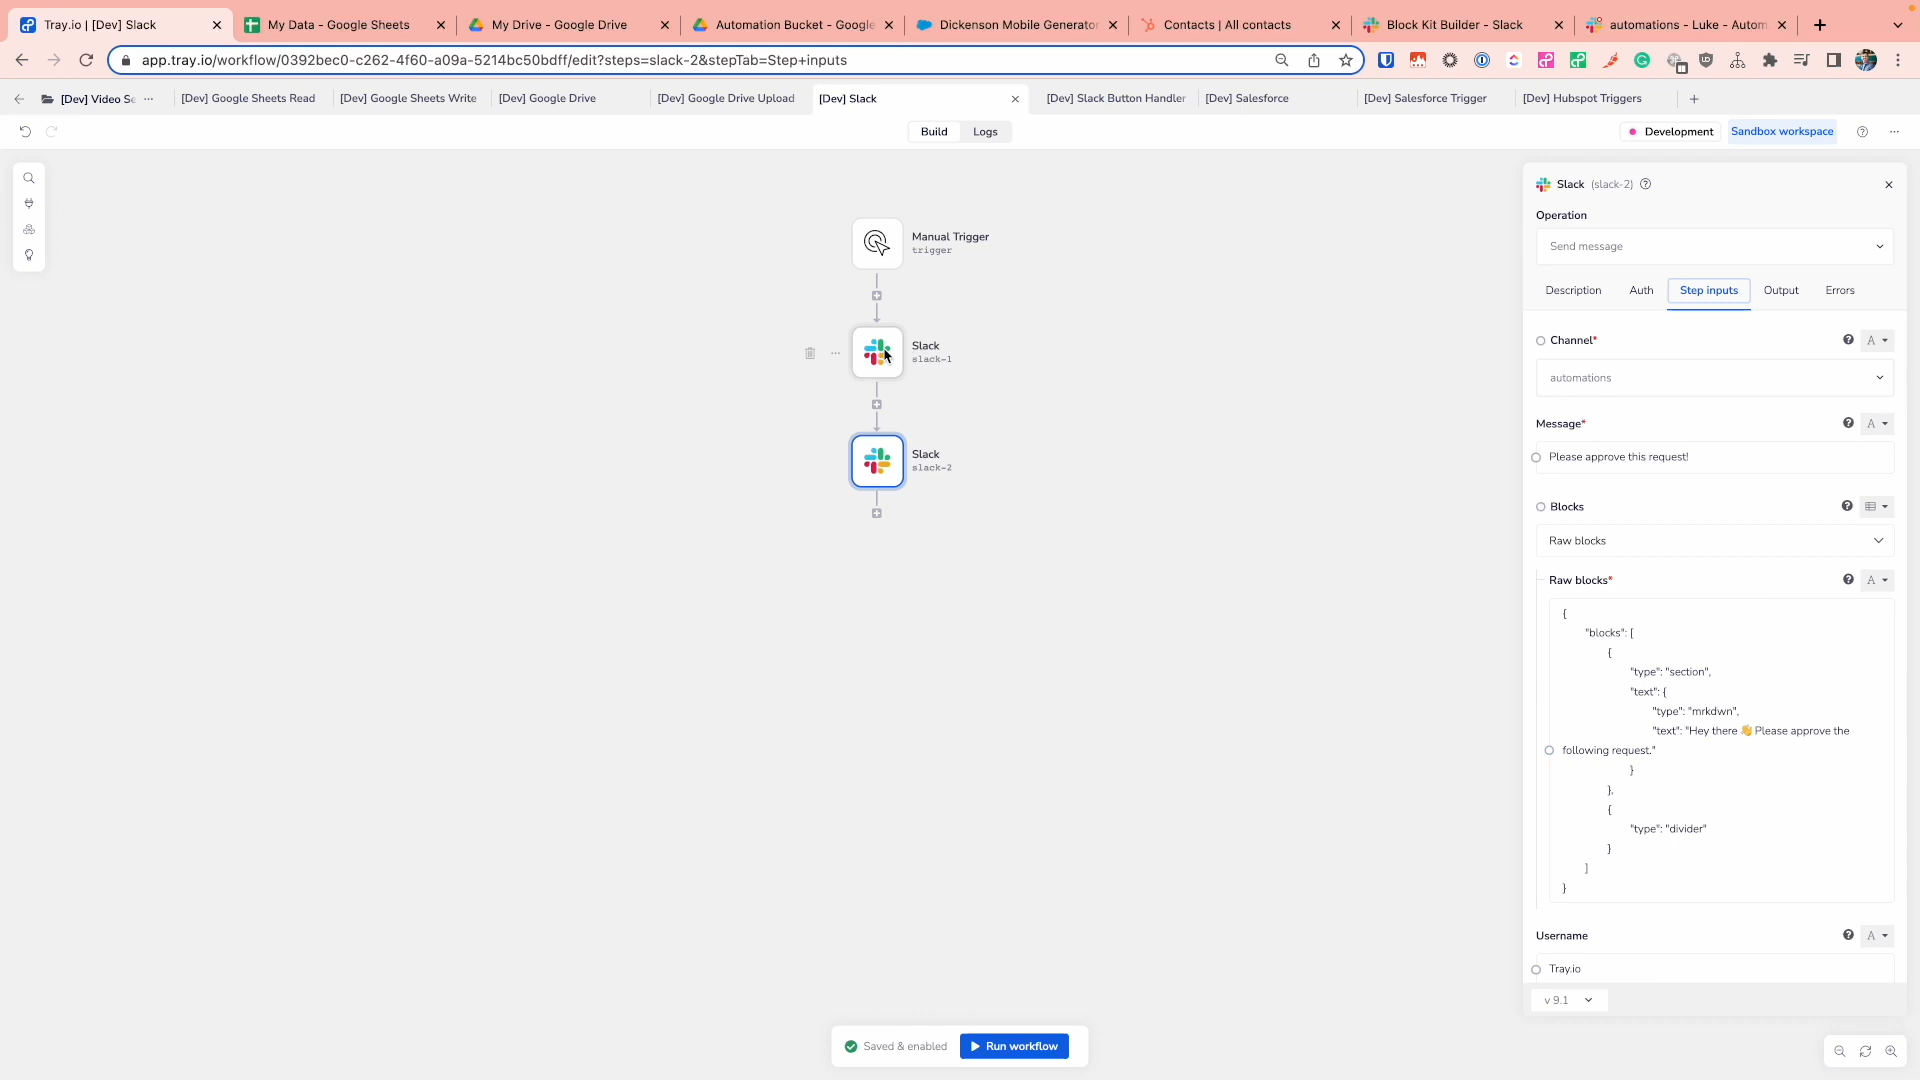 Tray.io | [Dev] Slack
My Data - Google Sheets
My Drive - Google Drive
Automation Bucket - Google
Dickenson Mobile Generator
Contacts | All contacts
Block Kit Builder - Slack
automations - Luke - Autom
app.tray.io/workflow/0392bec0-c262-4f60-a09a-5214bc50bdff/edit?steps=slack-2&stepTab=Step+inputs
[Dev] Video Se ...
[Dev] Google Sheets Read
[Dev] Google Sheets Write
[Dev] Google Drive
[Dev] Google Drive Upload
[Dev] Slack
[Dev] Slack Button Handler
[Dev] Salesforce
[Dev] Salesforce Trigger
[Dev] Hubspot Triggers
Build
Logs
Development
Sandbox workspace
Manual Trigger
trigger
Slack
slack-1
Slack
slack-2
Slack (slack-2)
Operation
Send message
Description
Auth
Step inputs
Output
Errors
Channel*
A
automations
Message*
A
Please approve this request!
Blocks
Raw blocks
Raw blocks*
A
{
"blocks": [
{
"type": "section",
"text": {
"type": "mrkdwn",
"text": "Hey there 👋 Please approve the
following request."
}
},
{
"type": "divider"
}
]
}
Username
A
Tray.io
v 9.1
Saved & enabled
Run workflow